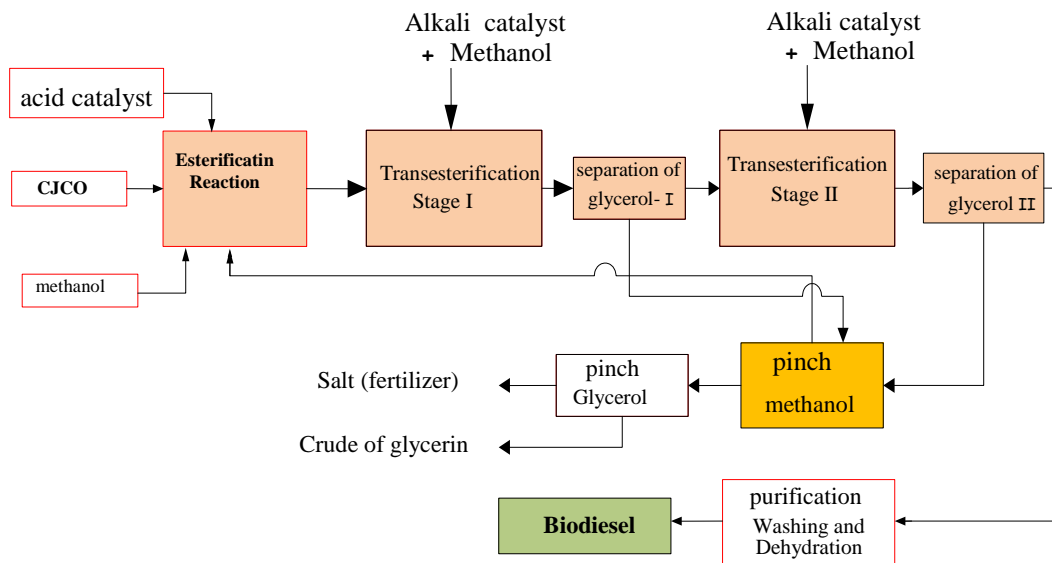 Alkali catalyst
+ Methanol
Alkali catalyst
+ Methanol
acid catalyst
CJCO
methanol
Esterificatin
Reaction
Transesterification
Stage I
separation of
glycerol- I
Transesterification
Stage II
separation of
glycerol II
pinch
methanol
pinch
Glycerol
Salt (fertilizer)
Crude of glycerin
purification
Washing and
Dehydration
Biodiesel